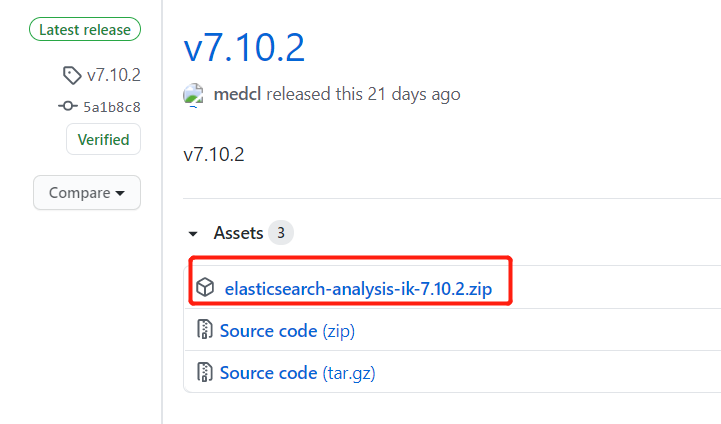 Latest release
v7.10.2
5a1b8c8
Verified
Compare
v7.10.2
medcl released this 21 days ago
v7.10.2
Assets 3
elasticsearch-analysis-ik-7.10.2.zip
Source code (zip)
Source code (tar.gz)